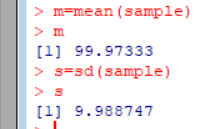 > m=mean(sample)
> m
[1] 99.97333
> s=sd(sample)
> s
[1] 9.988747
>